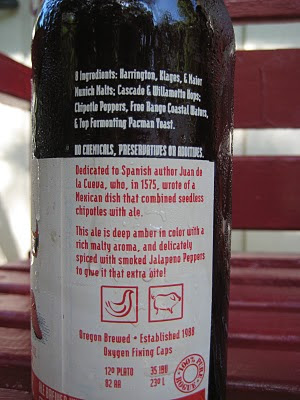 8 Ingredients: Harrington, Klages, & Maier
Munich Malts; Cascade & Willamette Hops;
Chipotle Peppers, Free Range Coastal Waters,
& Top Fermenting Pacman Yeast.
NO CHEMICALS, PRESERVATIVES OR ADDITIVES.
Dedicated to Spanish author Juan de
la Cueva, who, in 1575, wrote of a
Mexican dish that combined seedless
chipotles with ale.
This ale is deep amber in color with a
rich malty aroma, and delicately
spiced with smoked Jalapeno Peppers
to give it that extra bite!
Oregon Brewed • Established 1988
Oxygen Fixing Caps
12º PLATO
35 IBU
82 AA
23º L
100% PURE
ROGUE